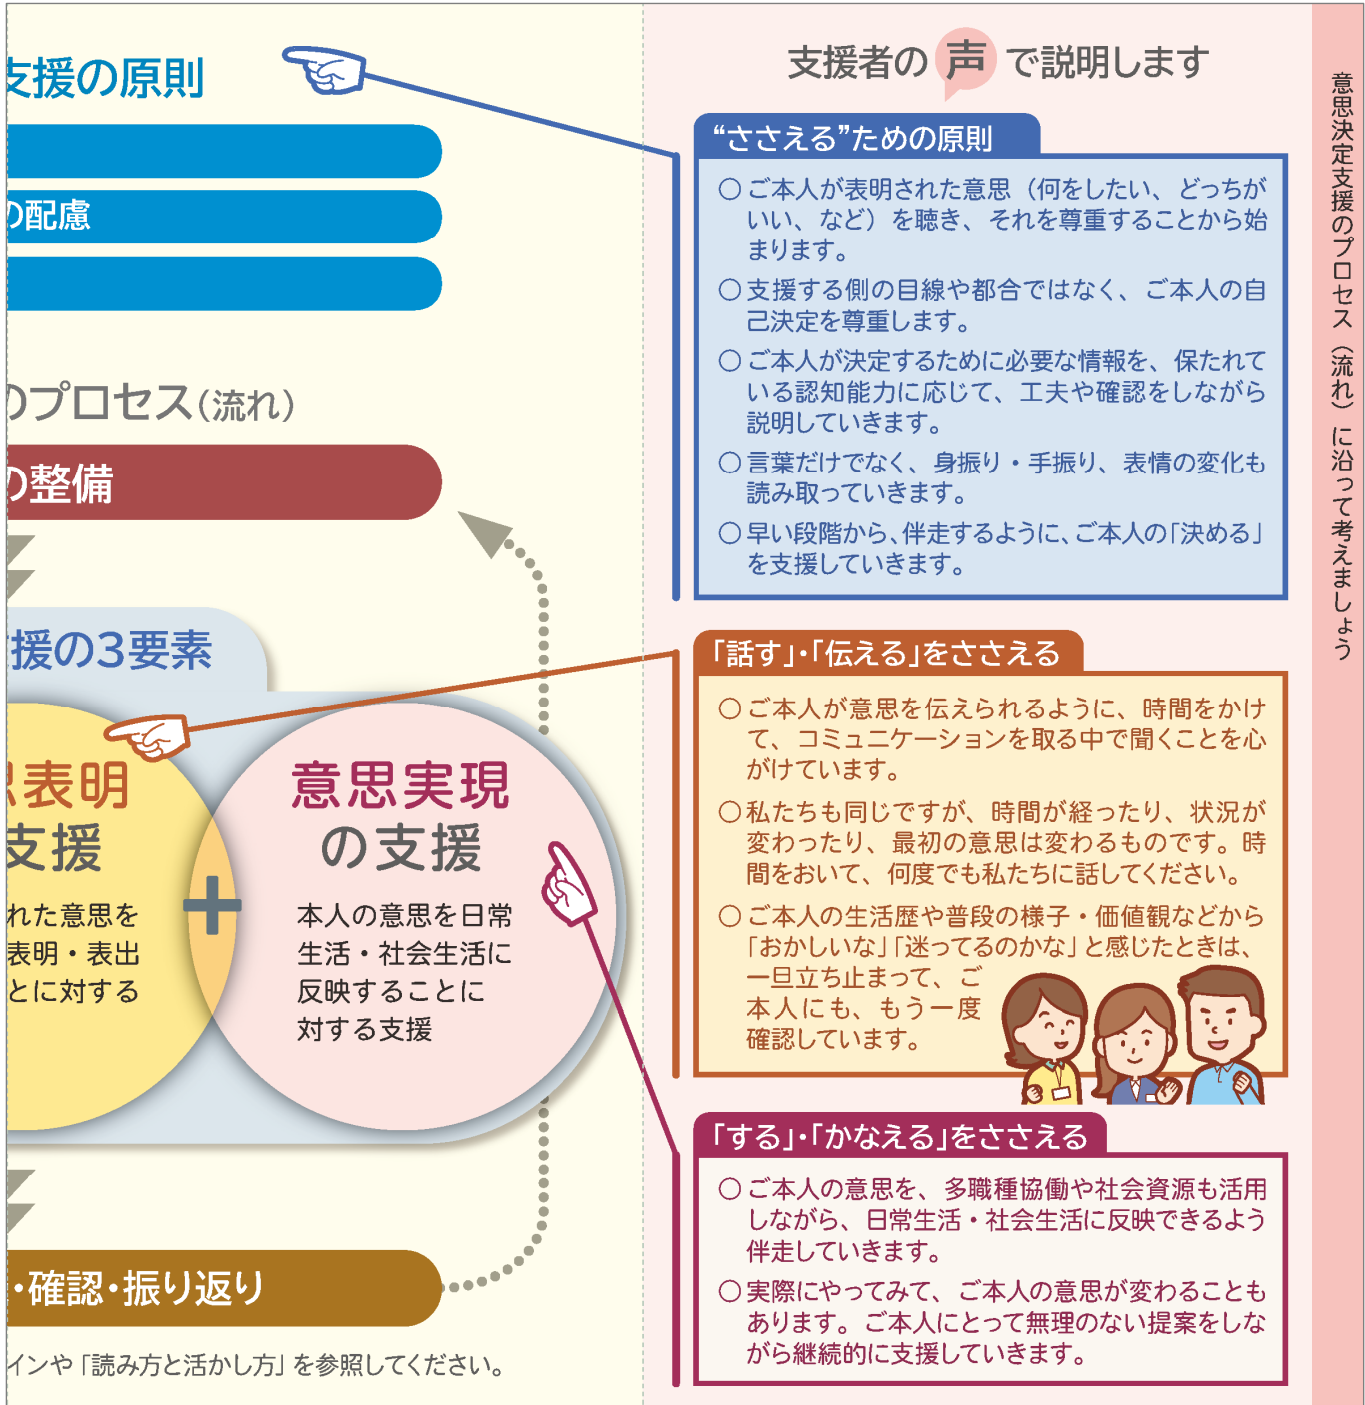 支援の原則
の配慮
のプロセス(流れ)
の整備
援の3要素
表明
支援
れた意思を
表明・表出
とに対する
+
意思実現
の支援
本人の意思を日常
生活・社会生活に
反映することに
対する支援
・確認・振り返り
インや「読み方と活かし方」を参照してください。
支援者の声で説明します
“ささえる”ための原則
○ご本人が表明された意思（何をしたい、どっちが
いい、など）を聴き、それを尊重することから始
まります。
○支援する側の目線や都合ではなく、ご本人の自
己決定を尊重します。
○ご本人が決定するために必要な情報を、保たれて
いる認知能力に応じて、工夫や確認をしながら
説明していきます。
○言葉だけでなく、身振り・手振り、表情の変化も
読み取っていきます。
○早い段階から、伴走するように、ご本人の「決める」
を支援していきます。
「話す」・「伝える」をささえる
○ご本人が意思を伝えられるように、時間をかけ
て、コミュニケーションを取る中で聞くことを心
がけています。
○私たちも同じですが、時間が経ったり、状況が
変わったり、最初の意思は変わるものです。時
間をおいて、何度でも私たちに話してください。
○ご本人の生活歴や普段の様子・価値観などから
「おかしいな」「迷ってるのかな」と感じたときは、
一旦立ち止まって、ご
本人にも、もう一度
確認しています。
「する」・「かなえる」をささえる
○ご本人の意思を、多職種協働や社会資源も活用
しながら、日常生活・社会生活に反映できるよう
伴走していきます。
○実際にやってみて、ご本人の意思が変わることも
あります。ご本人にとって無理のない提案をしな
がら継続的に支援していきます。
意思決定支援のプロセス（流れ）に沿って考えましょう